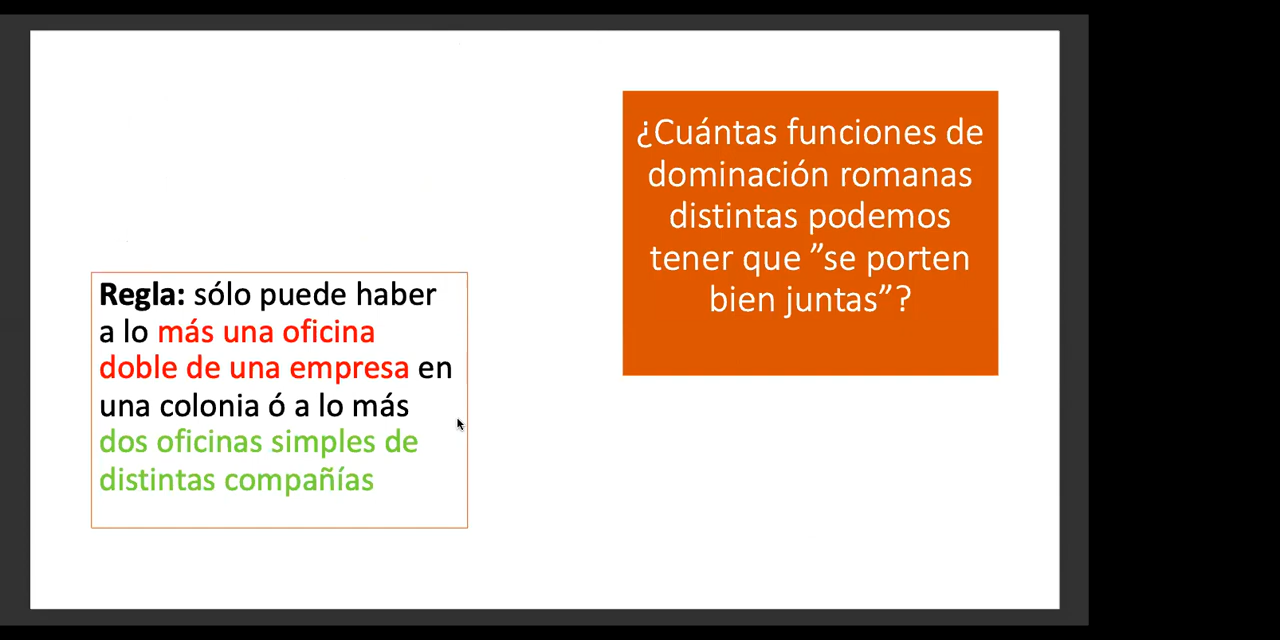 ¿Cuántas funciones de
dominación romanas
distintas podemos
tener que ”se porten
bien juntas”?
Regla: sólo puede haber
a lo más una oficina
doble de una empresa en
una colonia ó a lo más
dos oficinas simples de
distintas compañías